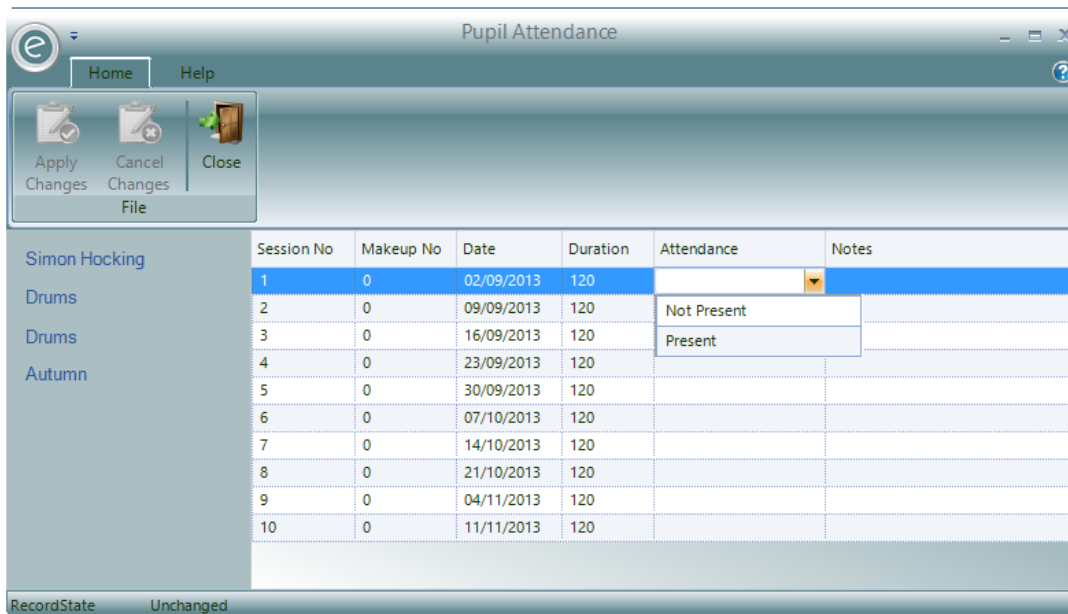 e
Pupil Attendance
Home Help
Apply Changes
Cancel Changes
Close
File
Simon Hocking
Drums
Drums
Autumn
Session No Makeup No Date Duration Attendance Notes
1 0 02/09/2013 120
2 0 09/09/2013 120
3 0 16/09/2013 120
4 0 23/09/2013 120
5 0 30/09/2013 120
6 0 07/10/2013 120
7 0 14/10/2013 120
8 0 21/10/2013 120
9 0 04/11/2013 120
10 0 11/11/2013 120
Not Present
Present
RecordState Unchanged